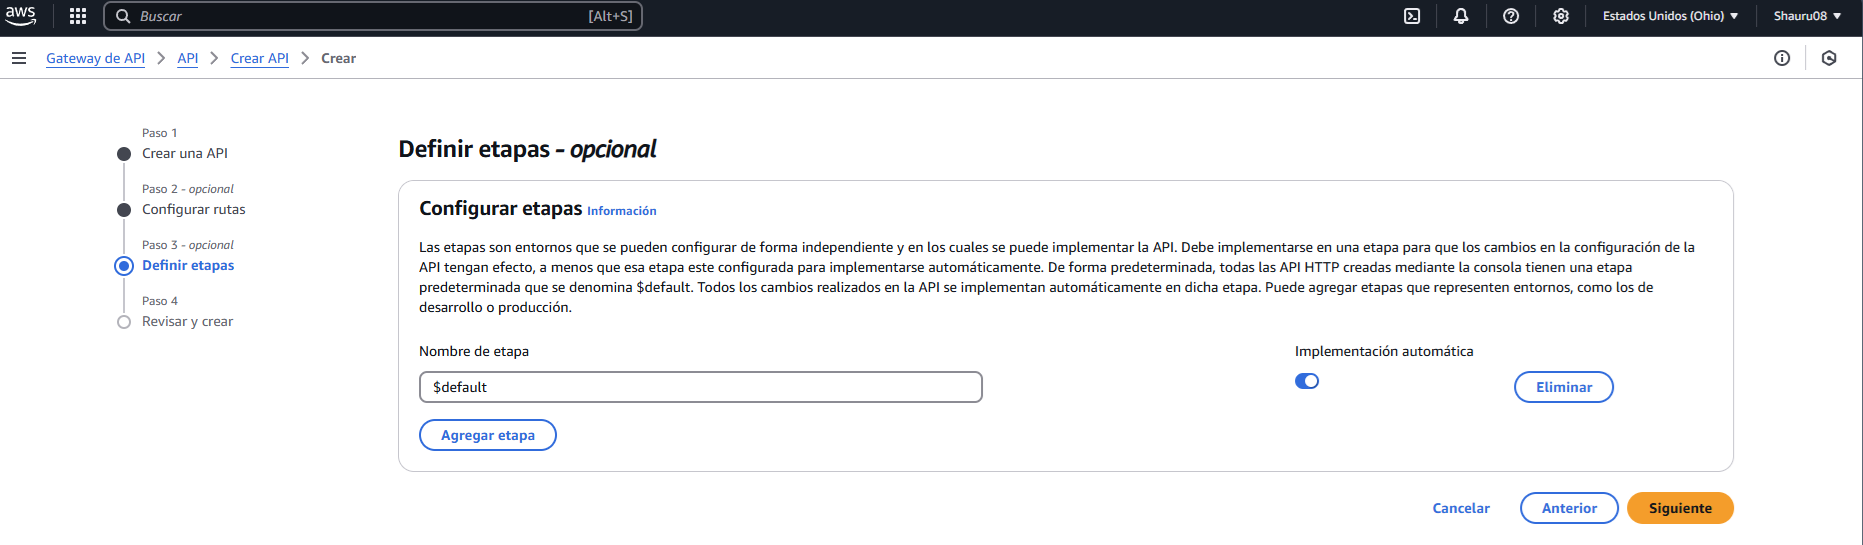 aws
Buscar
[Alt+S]
Estados Unidos (Ohio)
Shauru08
Gateway de API
API
Crear API
Crear
Paso 1
Crear una API
Paso 2 - opcional
Configurar rutas
Paso 3 - opcional
Definir etapas
Paso 4
Revisar y crear
Definir etapas - opcional
Configurar etapas Información
Las etapas son entornos que se pueden configurar de forma independiente y en los cuales se puede implementar la API. Debe implementarse en una etapa para que los cambios en la configuración de la
API tengan efecto, a menos que esa etapa este configurada para implementarse automáticamente. De forma predeterminada, todas las API HTTP creadas mediante la consola tienen una etapa
predeterminada que se denomina $default. Todos los cambios realizados en la API se implementan automáticamente en dicha etapa. Puede agregar etapas que representen entornos, como los de
desarrollo o producción.
Nombre de etapa
Implementación automática
$default
Eliminar
Agregar etapa
Cancelar
Anterior
Siguiente